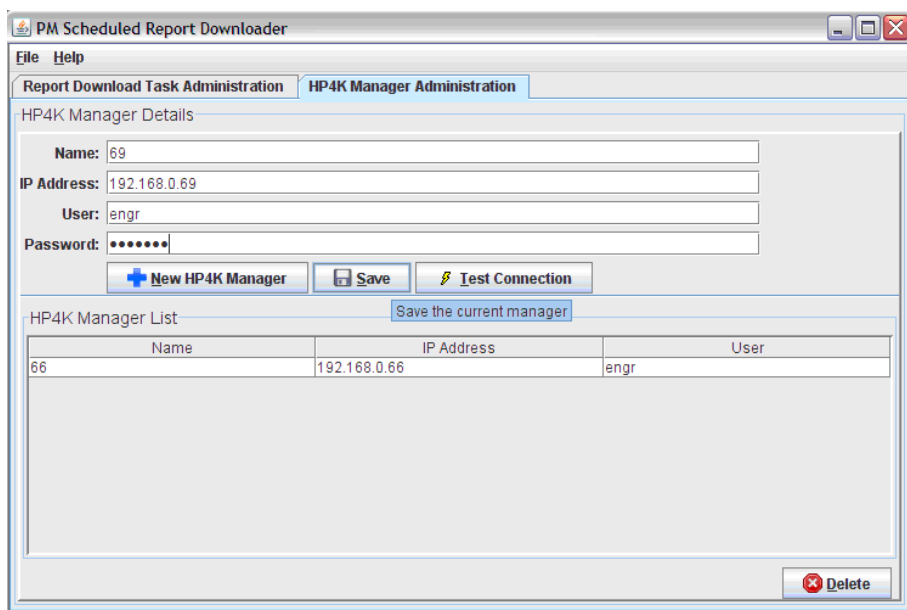 PM Scheduled Report Downloader
File Help
Report Download Task Administration HP4K Manager Administration
HP4K Manager Details
Name: 69
IP Address: 192.168.0.69
User: engr
Password: •••••••
New HP4K Manager Save Test Connection
Save the current manager
HP4K Manager List
Name IP Address User
66 192.168.0.66 engr
Delete